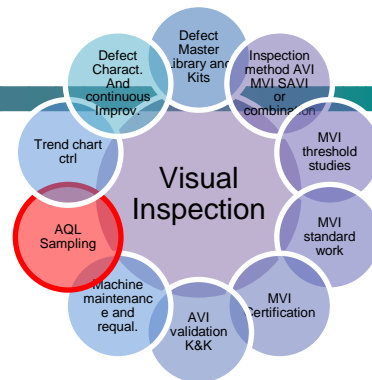 Defect
Master
Library and
Kits
Inspection
method AVI
MVI SAVI
or
combination
MVI
threshold
studies
MVI
standard
work
MVI
Certification
AVI
validation
K&K
Machine
maintenanc
e and
requal.
AQL
Sampling
Trend chart
ctrl
Defect
Charact.
And
continuous
Improv.
Visual
Inspection